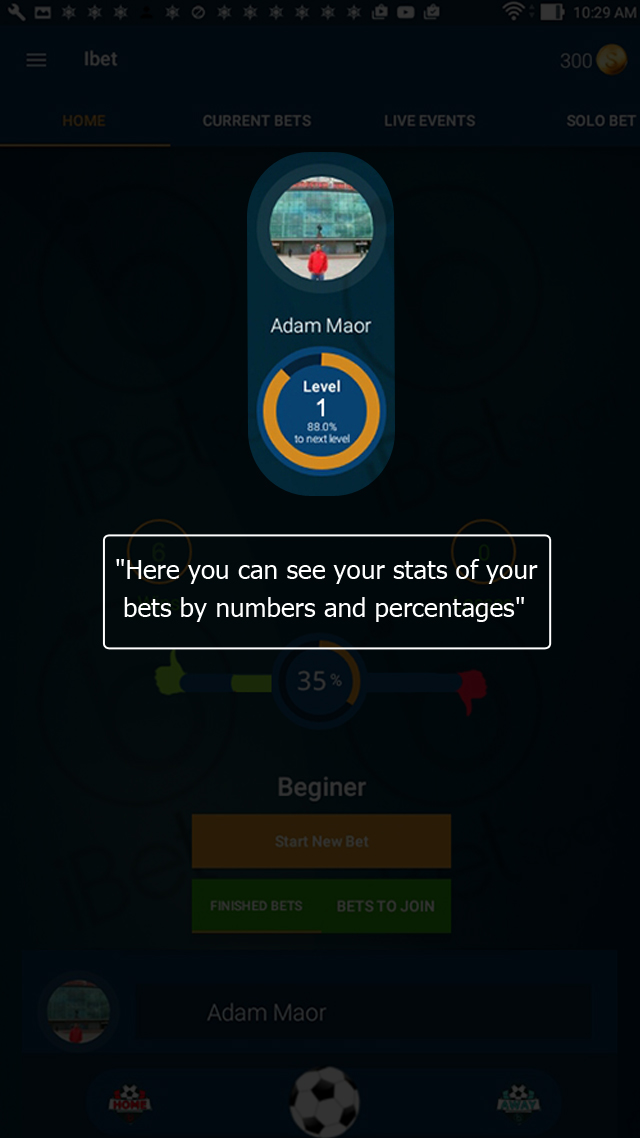 10:29 AM
Ibet
300
HOME
CURRENT BETS
LIVE EVENTS
SOLO BET
Adam Maor
Level
1
88.0%
to next level
6
0
"Here you can see your stats of your
bets by numbers and percentages"
35 %
Beginer
Start New Bet
FINISHED BETS
BETS TO JOIN
Adam Maor
HOME
AWAY